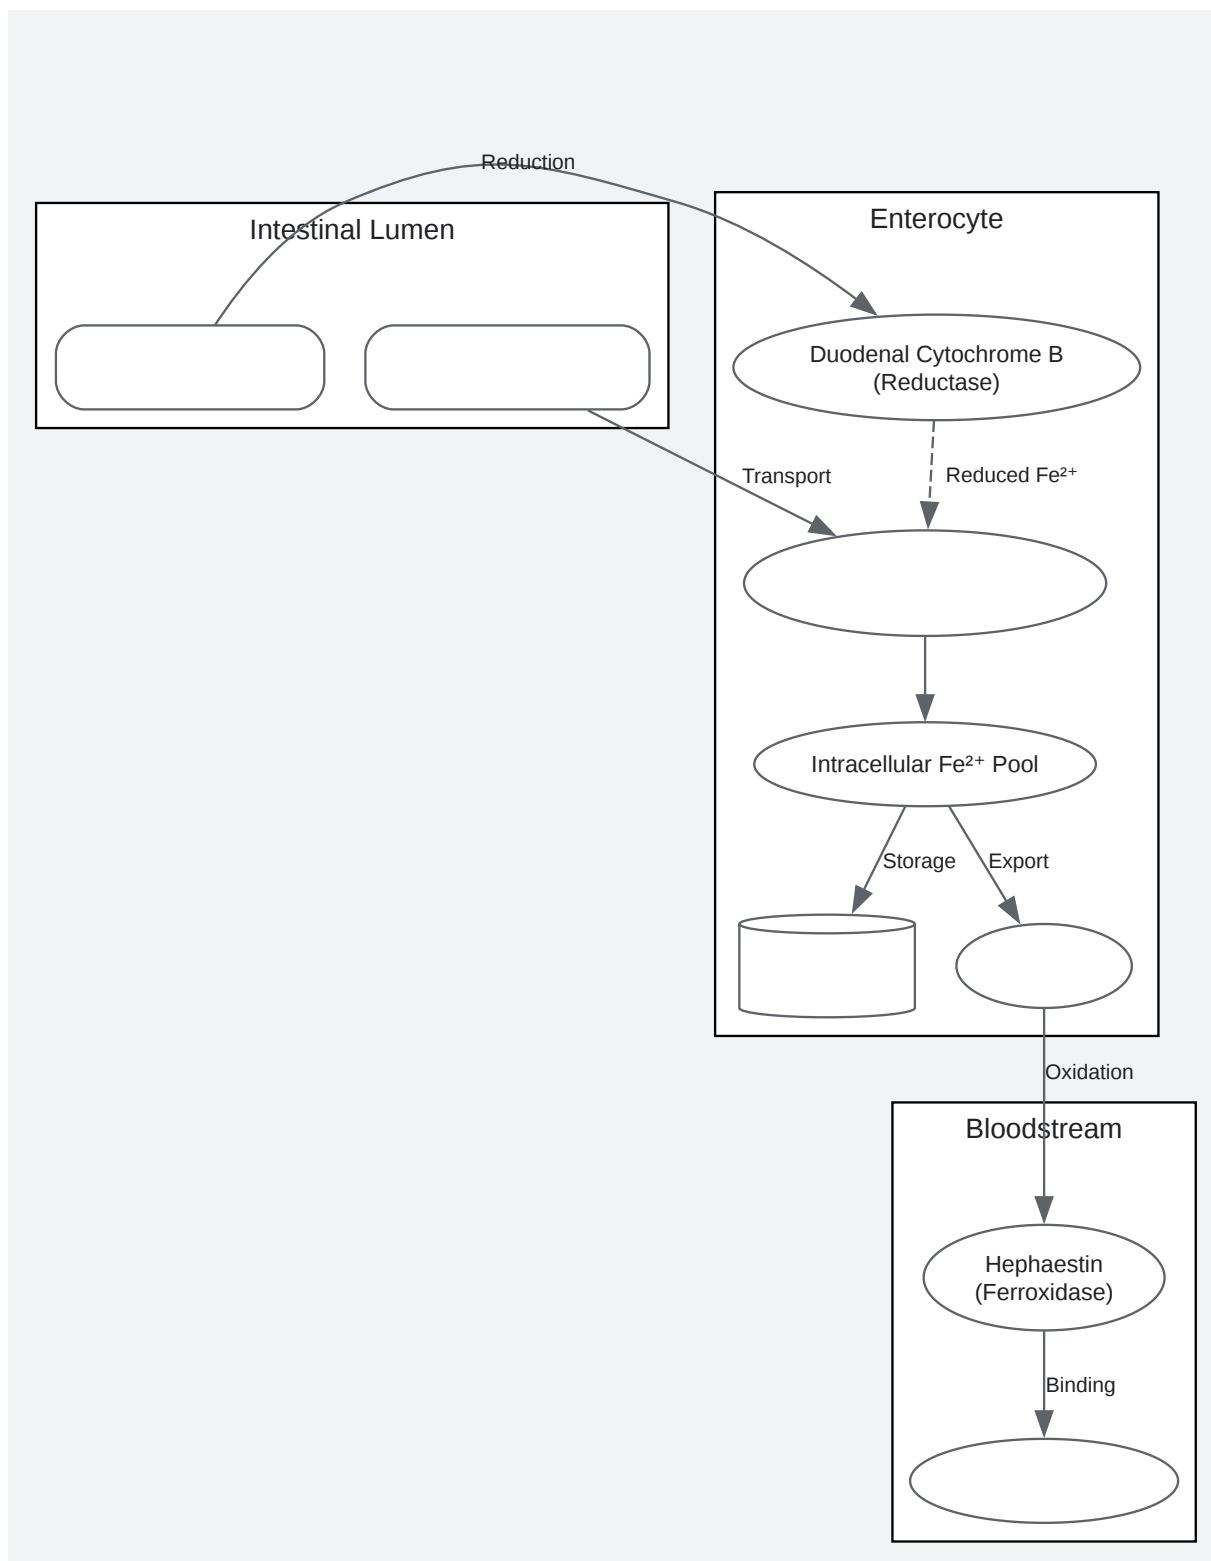 Reduction
Intestinal Lumen
Enterocyte
Duodenal Cytochrome B
(Reductase)
Transport
Reduced Fe²⁺
Intracellular Fe²⁺ Pool
Storage
Export
Oxidation
Bloodstream
Hephaestin
(Ferroxidase)
Binding